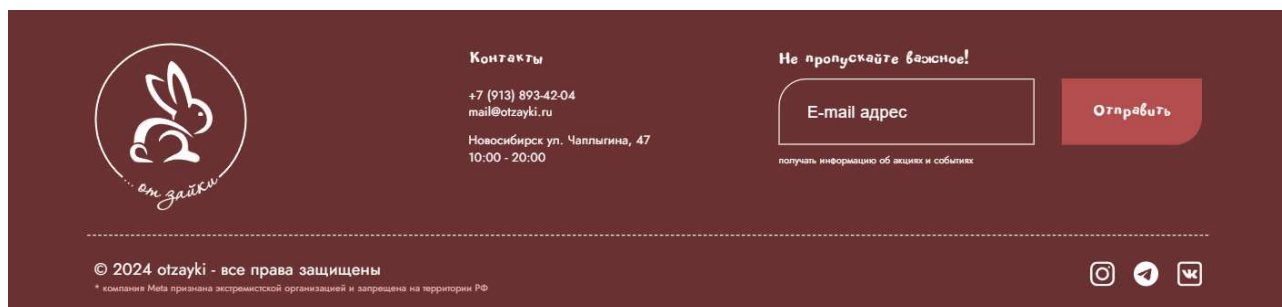 ... от зайки
Контакты
+7 (913) 893-42-04
mail@otzayki.ru
Новосибирск ул. Чаплыгина, 47
10:00 - 20:00
Не пропускайте важное!
E-mail адрес
Отправить
получать информацию об акциях и событиях
© 2024 otzayki - все права защищены
* компания Meta признана экстремистской организацией и запрещена на территории РФ